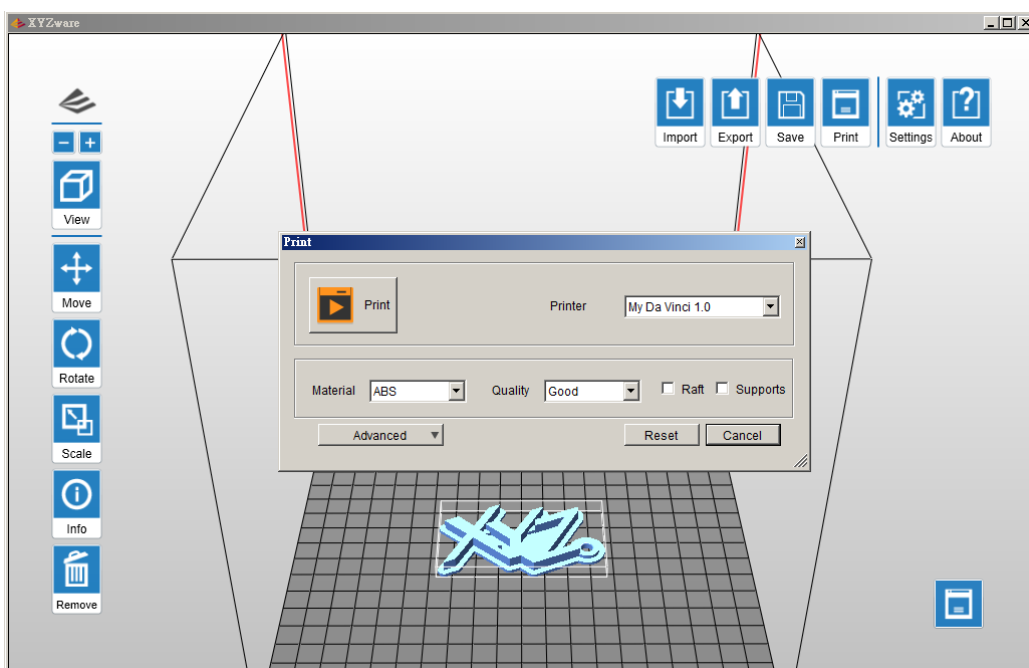 XYZware
Import Export Save Print Settings About
View
Move
Rotate
Scale
Info
Remove
Print
Print Printer My Da Vinci 1.0
Material ABS Quality Good Raft Supports
Advanced Reset Cancel